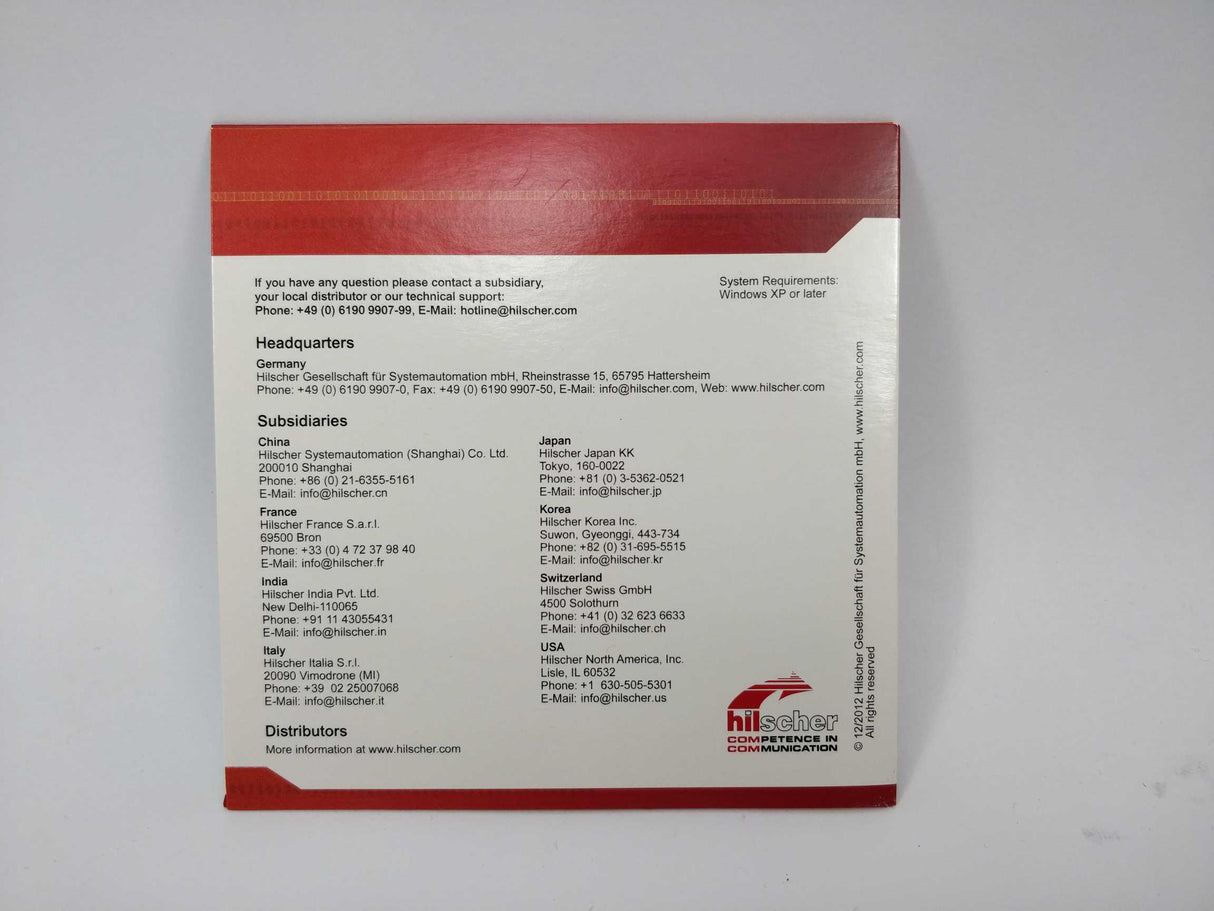 If you have any question please contact a subsidiary,
your local distributor or our technical support:
Phone: +49 (0) 6190 9907-99, E-Mail: hotline@hilscher.com
System Requirements:
Windows XP or later
Headquarters
Germany
Hilscher Gesellschaft für Systemautomation mbH, Rheinstrasse 15, 65795 Hattersheim
Phone: +49 (0) 6190 9907-0, Fax: +49 (0) 6190 9907-50, E-Mail: info@hilscher.com, Web: www.hilscher.com
Subsidiaries
China
Hilscher Systemautomation (Shanghai) Co. Ltd.
200010 Shanghai
Phone: +86 (0) 21-6355-5161
E-Mail: info@hilscher.cn
France
Hilscher France S.a.r.l.
69500 Bron
Phone: +33 (0) 4 72 37 98 40
E-Mail: info@hilscher.fr
India
Hilscher India Pvt. Ltd.
New Delhi-110065
Phone: +91 11 43055431
E-Mail: info@hilscher.in
Italy
Hilscher Italia S.r.l.
20090 Vimodrone (MI)
Phone: +39 02 25007068
E-Mail: info@hilscher.it
Japan
Hilscher Japan KK
Tokyo, 160-0022
Phone: +81 (0) 3-5362-0521
E-Mail: info@hilscher.jp
Korea
Hilscher Korea Inc.
Suwon, Gyeonggi, 443-734
Phone: +82 (0) 31-695-5515
E-Mail: info@hilscher.kr
Switzerland
Hilscher Swiss GmbH
4500 Solothurn
Phone: +41 (0) 32 623 6633
E-Mail: info@hilscher.ch
USA
Hilscher North America, Inc.
Lisle, IL 60532
Phone: +1 630-505-5301
E-Mail: info@hilscher.us
Distributors
More information at www.hilscher.com
hilscher
COMPETENCE IN
COMMUNICATION
© 12/2012 Hilscher Gesellschaft für Systemautomation mbH, www.hilscher.com
All rights reserved